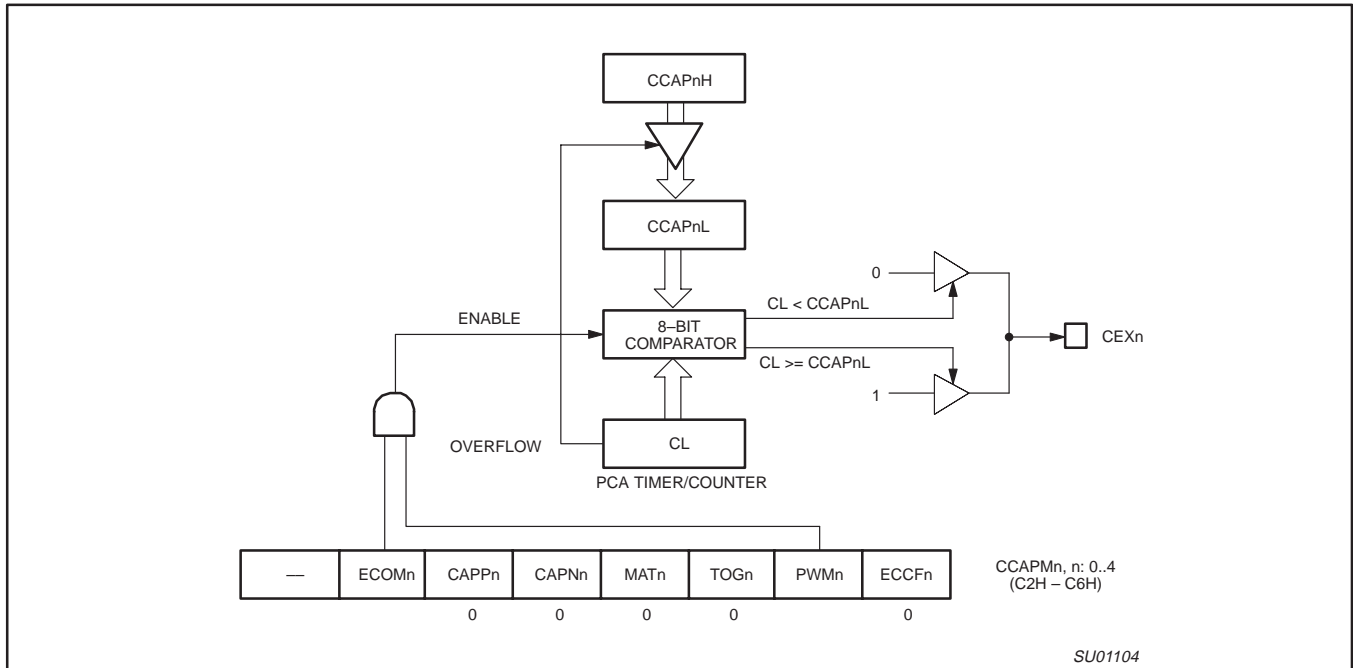 CCAPnH
CCAPnL
0
CL < CCAPnL
ENABLE
8–BIT
COMPARATOR
CEXn
CL >= CCAPnL
1
OVERFLOW
CL
PCA TIMER/COUNTER
— ECOMn CAPPn CAPNn MATn TOGn PWMn ECCFn
CCAPMn, n: 0..4
(C2H – C6H)
0 0 0 0 0
SU01104